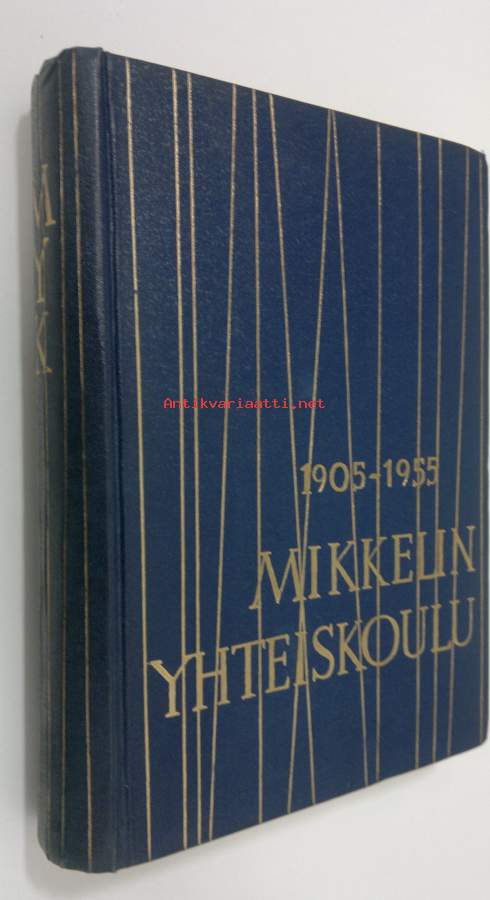 MYK
Antikvariaatti.net
1905-1955
MIKKELIN
YHTEISKOULU